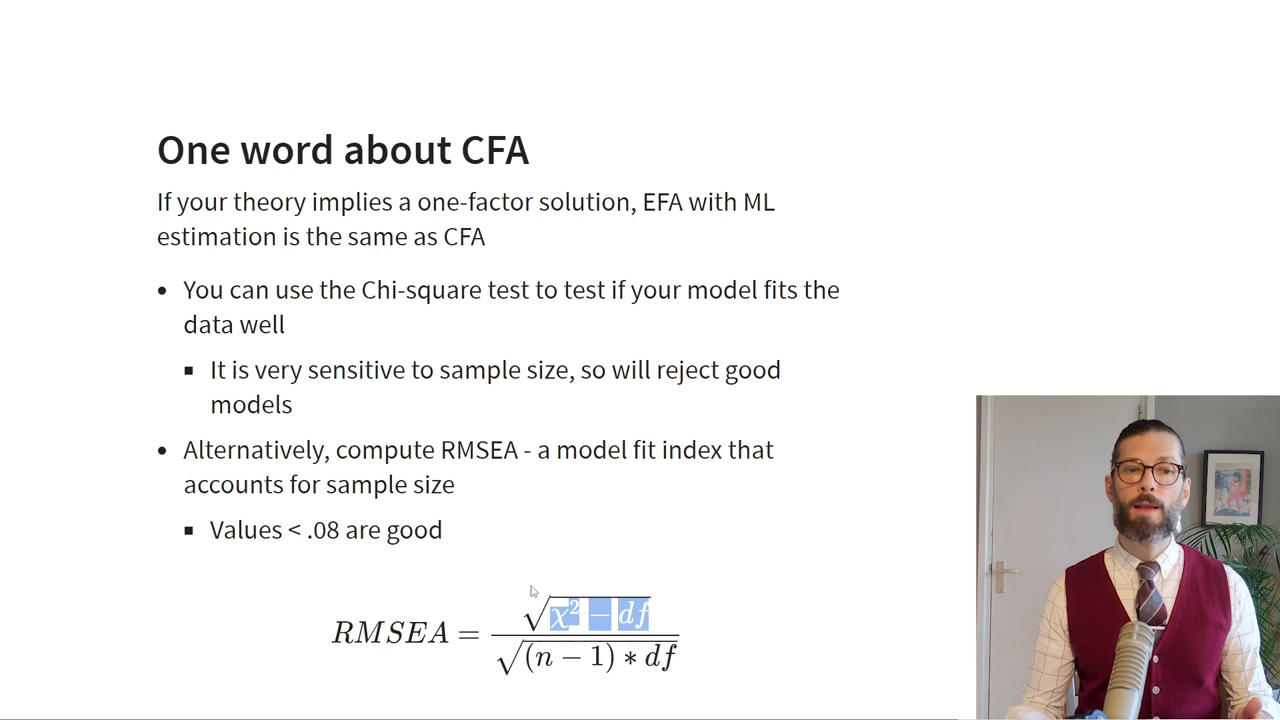 One word about CFA
If your theory implies a one-factor solution, EFA with ML
estimation is the same as CFA
• You can use the Chi-square test to test if your model fits the
data well
▪ It is very sensitive to sample size, so will reject good
models
• Alternatively, compute RMSEA - a model fit index that
accounts for sample size
▪ Values < .08 are good
RMSEA = √(χ² − df) / √((n − 1) ∗ df)